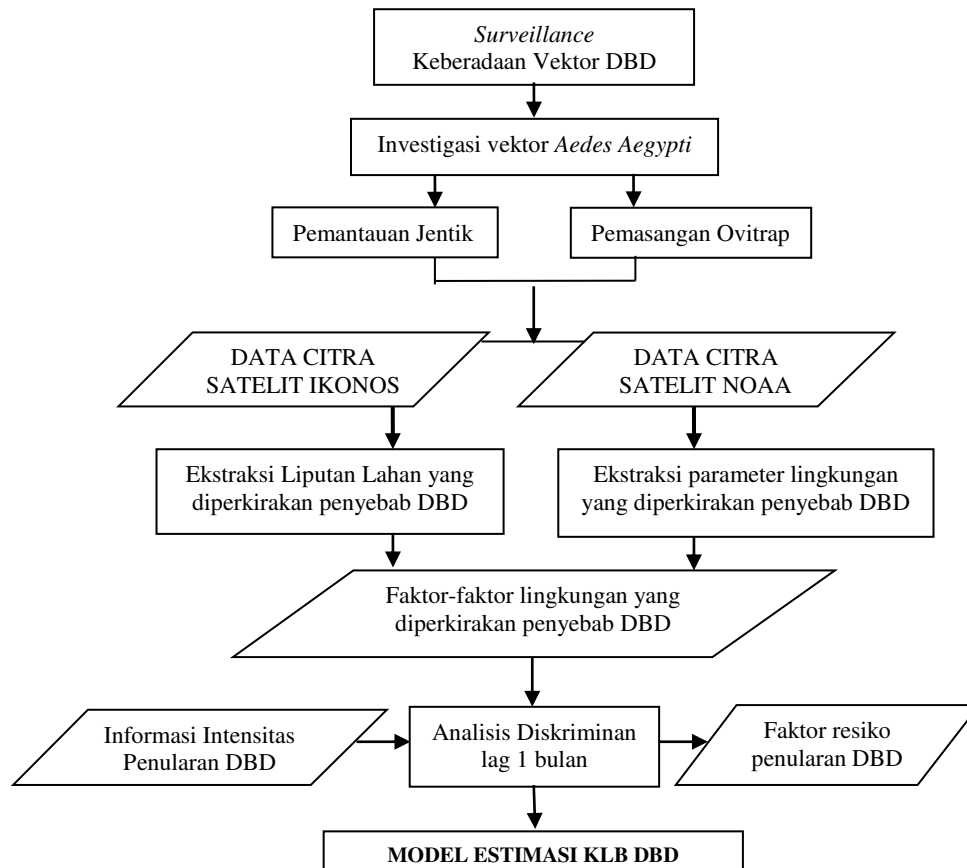 Surveillance
Keberadaan Vektor DBD
Investigasi vektor Aedes Aegypti
Pemantauan Jentik
Pemasangan Ovitrap
DATA CITRA
SATELIT IKONOS
DATA CITRA
SATELIT NOAA
Ekstraksi Liputan Lahan yang
diperkirakan penyebab DBD
Ekstraksi parameter lingkungan
yang diperkirakan penyebab DBD
Faktor-faktor lingkungan yang
diperkirakan penyebab DBD
Informasi Intensitas
Penularan DBD
Analisis Diskriminan
lag 1 bulan
Faktor resiko
penularan DBD
MODEL ESTIMASI KLB DBD